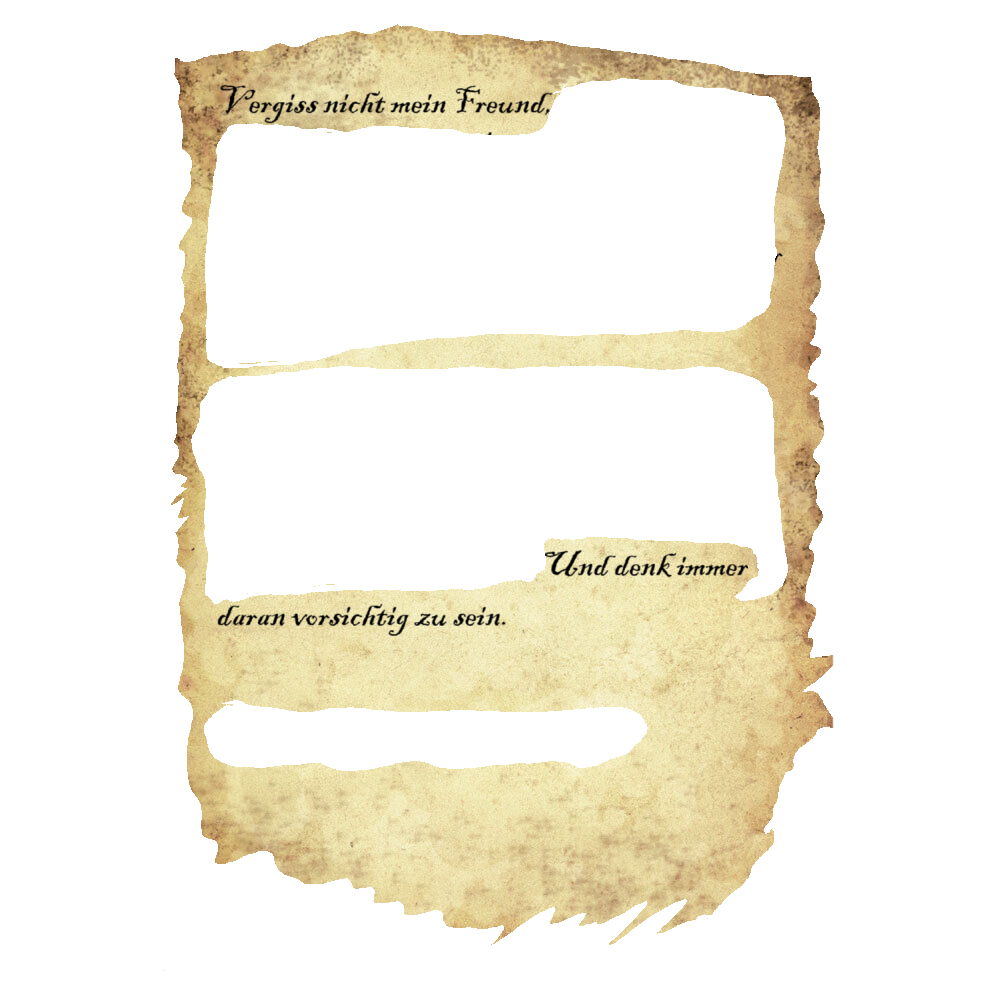 Vergiss nicht mein Freund,
Und denk immer
daran vorsichtig zu sein.